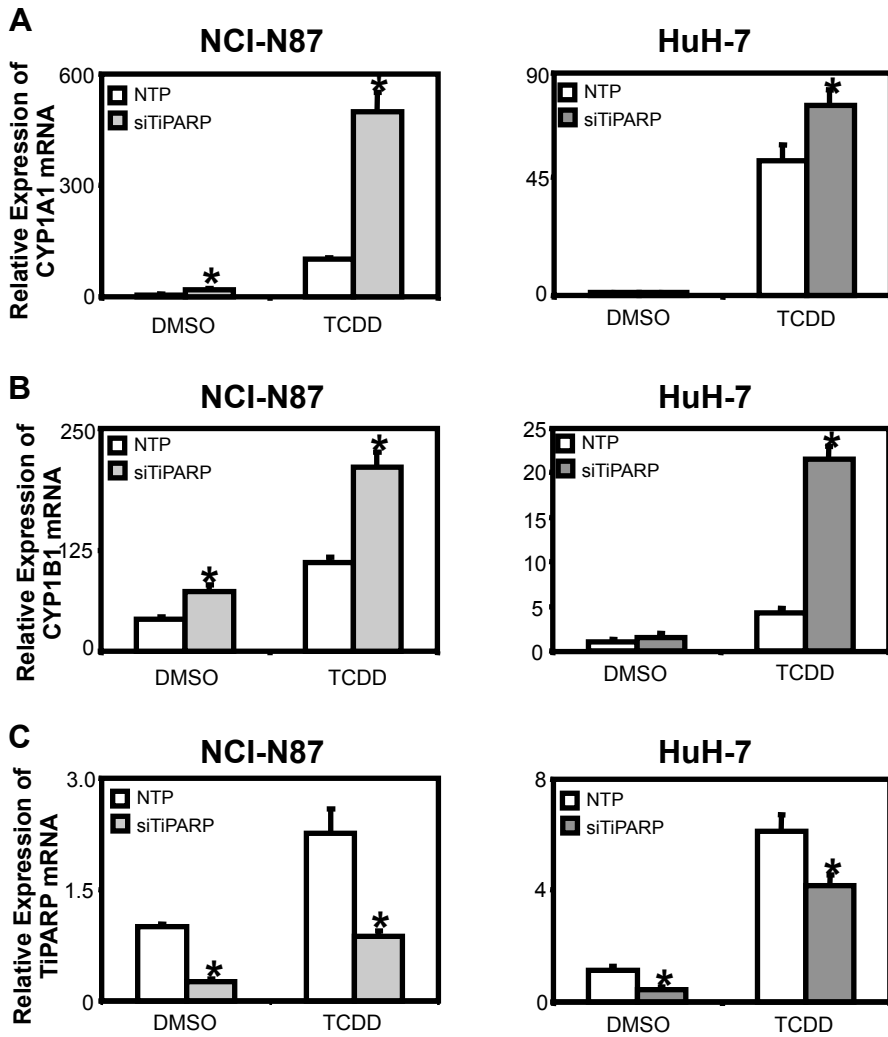 A
NCI-N87
HuH-7
Relative Expression of
CYP1A1 mRNA
600
300
0
NTP
siTiPARP
*
*
DMSO
TCDD
90
45
0
NTP
siTiPARP
*
DMSO
TCDD
B
NCI-N87
HuH-7
Relative Expression of
CYP1B1 mRNA
250
125
0
NTP
siTiPARP
*
*
DMSO
TCDD
25
20
15
10
5
0
NTP
siTiPARP
*
DMSO
TCDD
C
NCI-N87
HuH-7
Relative Expression of
TiPARP mRNA
3.0
1.5
0
NTP
siTiPARP
*
*
DMSO
TCDD
8
4
0
NTP
siTiPARP
*
*
DMSO
TCDD